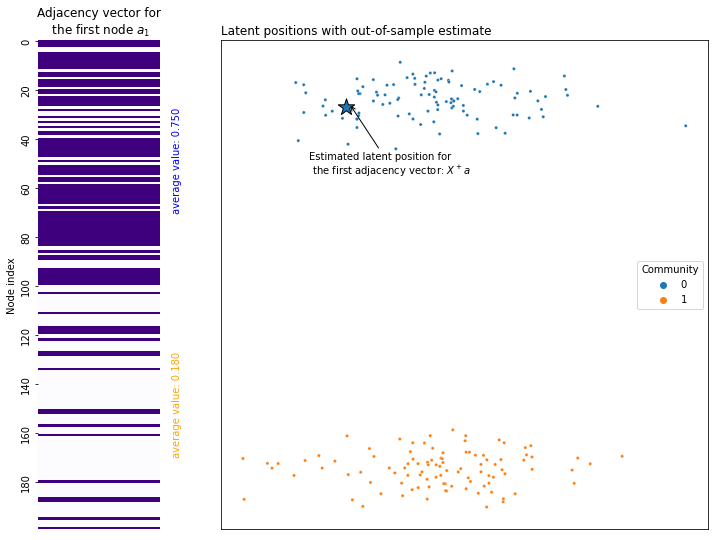 Adjacency vector for
the first node a₁
Node index
0
20
40
60
80
100
120
140
160
180
average value: 0.750
average value: 0.180
Latent positions with out-of-sample estimate
Estimated latent position for
the first adjacency vector: X⁺a
Community
0
1